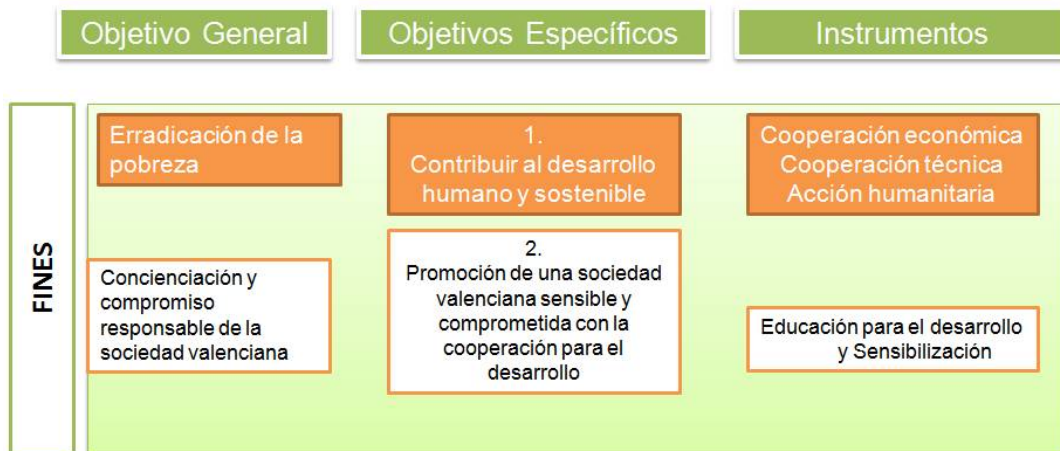 Objetivo General
Objetivos Específicos
Instrumentos
FINES
Erradicación de la
pobreza
1.
Contribuir al desarrollo
humano y sostenible
Cooperación económica
Cooperación técnica
Acción humanitaria
Concienciación y
compromiso
responsable de la
sociedad valenciana
2.
Promoción de una sociedad
valenciana sensible y
comprometida con la
cooperación para el
desarrollo
Educación para el desarrollo
y Sensibilización